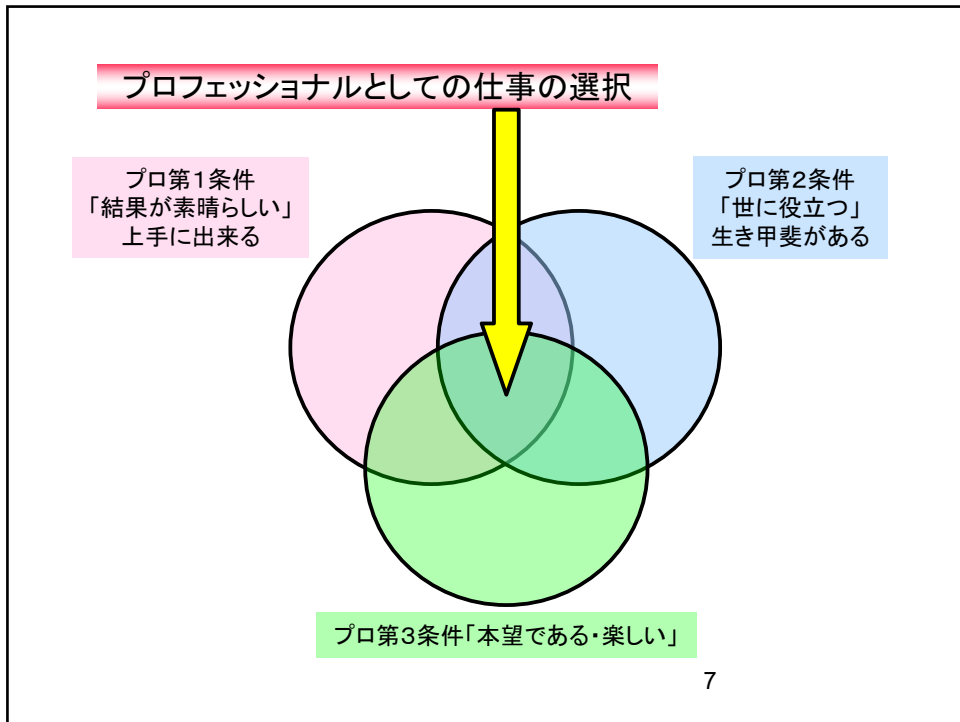 プロフェッショナルとしての仕事の選択
プロ第1条件
「結果が素晴らしい」
上手に出来る
プロ第2条件
「世に役立つ」
生き甲斐がある
プロ第3条件「本望である・楽しい」
7